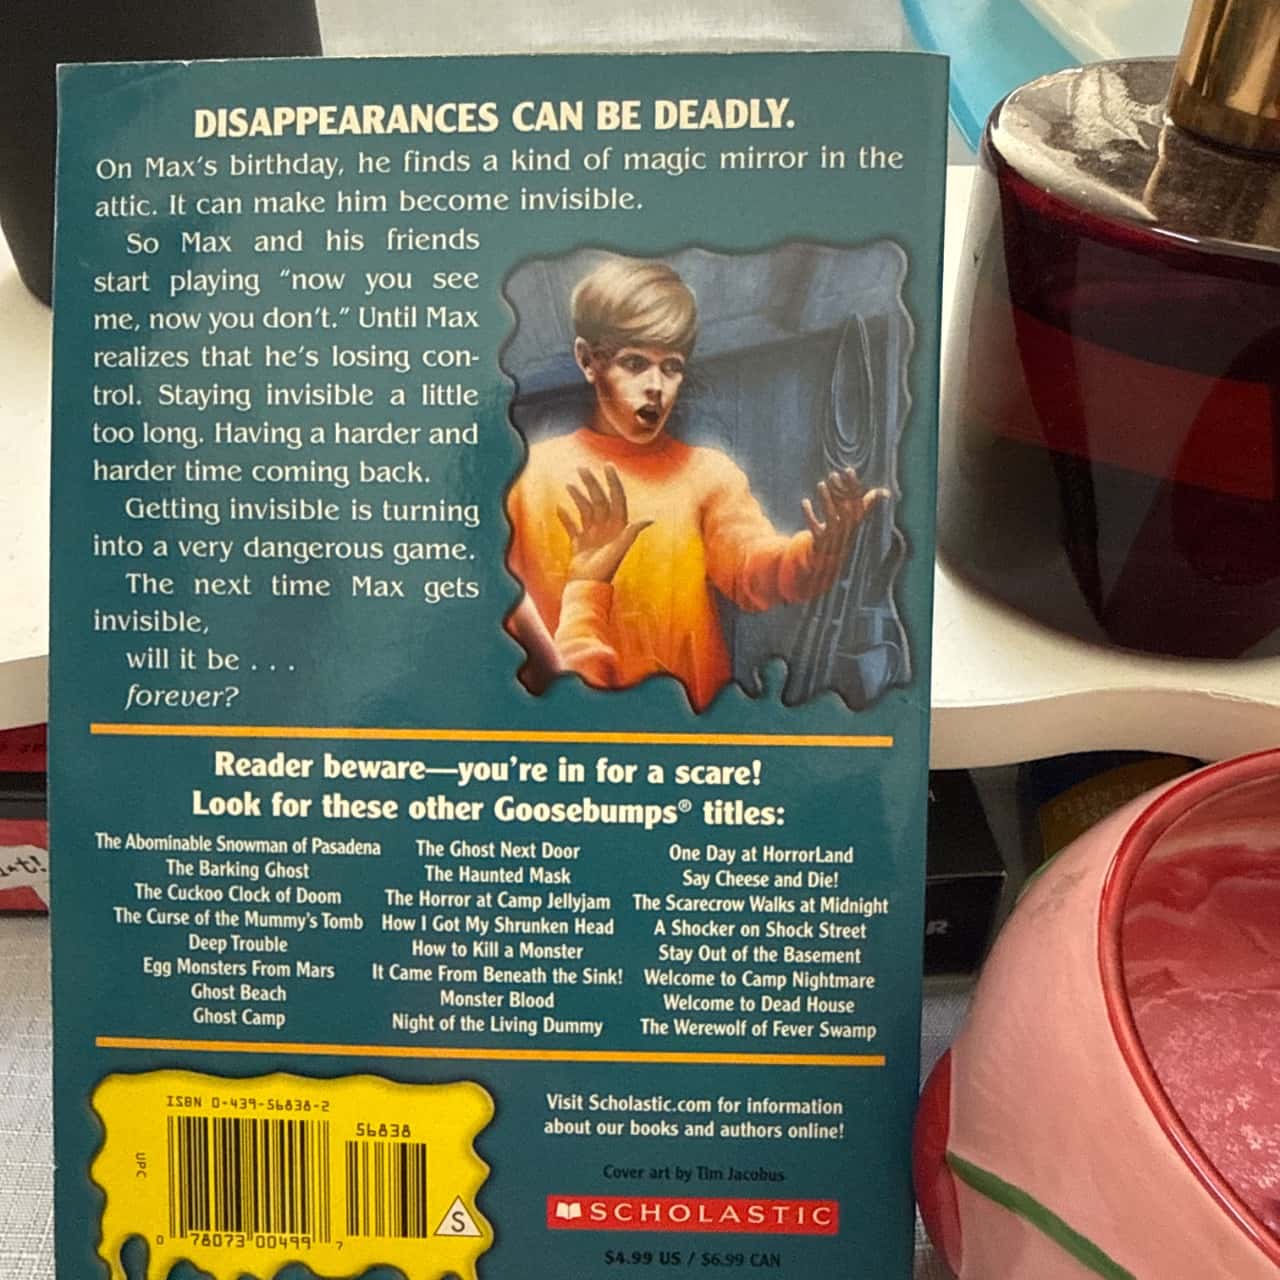 DISAPPEARANCES CAN BE DEADLY.
On Max's birthday, he finds a kind of magic mirror in the
attic. It can make him become invisible.
So Max and his friends
start playing "now you see
me, now you don't." Until Max
realizes that he's losing con-
trol. Staying invisible a little
too long. Having a harder and
harder time coming back.
Getting invisible is turning
into a very dangerous game.
The next time Max gets
invisible,
will it be . . .
forever?
Reader beware—you're in for a scare!
Look for these other Goosebumps® titles:
The Abominable Snowman of Pasadena
The Barking Ghost
The Cuckoo Clock of Doom
The Curse of the Mummy's Tomb
Deep Trouble
Egg Monsters From Mars
Ghost Beach
Ghost Camp
The Ghost Next Door
The Haunted Mask
The Horror at Camp Jellyjam
How I Got My Shrunken Head
How to Kill a Monster
It Came From Beneath the Sink!
Monster Blood
Night of the Living Dummy
One Day at HorrorLand
Say Cheese and Die!
The Scarecrow Walks at Midnight
A Shocker on Shock Street
Stay Out of the Basement
Welcome to Camp Nightmare
Welcome to Dead House
The Werewolf of Fever Swamp
ISBN 0-439-56838-2
56838
UPC
S
0 78073 00499 7
Visit Scholastic.com for information
about our books and authors online!
Cover art by Tim Jacobus
SCHOLASTIC
$4.99 US / $6.99 CAN